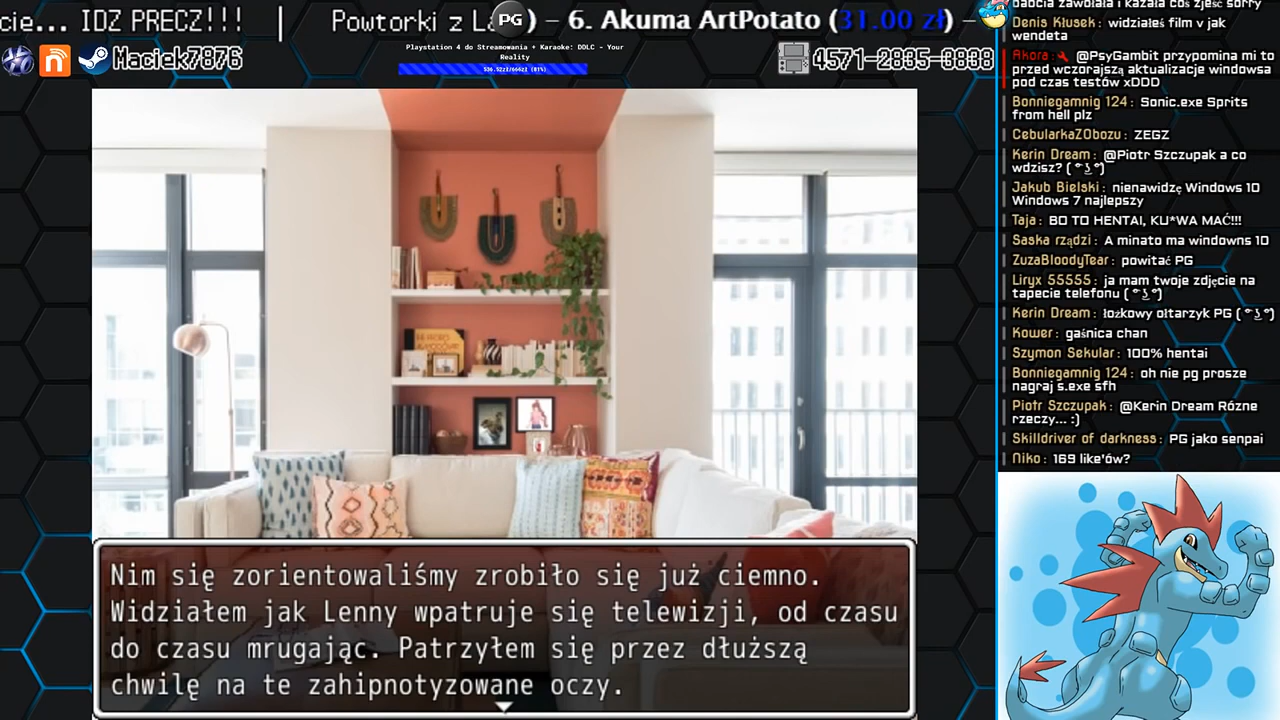 cie... IDZ PRECZ!!! | Powtorki z L
PG
) – 6. Akuma ArtPotato (31.00 zł) –
Maciek7876
Playstation 4 do Streamowania + Karaoke: DDLC - Your
Reality
4571-2835-3838
Nim się zorientowaliśmy zrobiło się już ciemno.
Widziałem jak Lenny wpatruje się telewizji, od czasu
do czasu mrugając. Patrzyłem się przez dłuższą
chwilę na te zahipnotyzowane oczy.
babcia zawołała i kazała coś zjeść sorry
Denis Kłusek: widziałeś film v jak
wendeta
Akora: @PsyGambit przypomina mi to
przed wczorajszą aktualizacje windowsa
pod czas testów xDDD
Bonniegamnig 124: Sonic.exe Sprits
from hell plz
CebularkaZObozu: ZEGZ
Kerin Dream: @Piotr Szczupak a co
wdzisz? ( ͡° ͜ʖ ͡°)
Jakub Bielski: nienawidzę Windows 10
Windows 7 najlepszy
Taja: BO TO HENTAI, KU*WA MAĆ!!!
Saska rządzi: A minato ma windowns 10
ZuzaBloodyTear: powitać PG
Liryx 55555: ja mam twoje zdjęcie na
tapecie telefonu ( ͡° ͜ʖ ͡°)
Kerin Dream: łóżkowy ołtarzyk PG ( ͡° ͜ʖ ͡°)
Kower: gaśnica chan
Szymon Sekular: 100% hentai
Bonniegamnig 124: oh nie pg prosze
nagraj s.exe sfh
Piotr Szczupak: @Kerin Dream Różne
rzeczy... :)
Skilldriver of darkness: PG jako senpai
Niko: 169 like'ów?